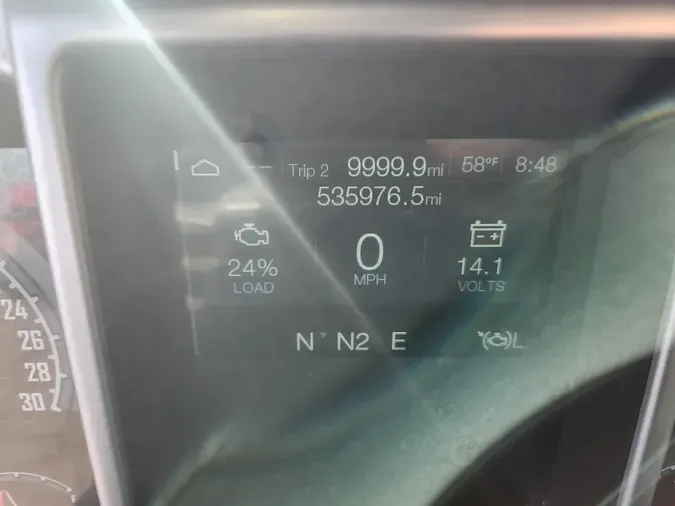 Trip 2 9999.9mi 58°F 8:48
535976.5mi
24% 0 14.1
LOAD MPH VOLTS
N N2 E L
24
26
28
30